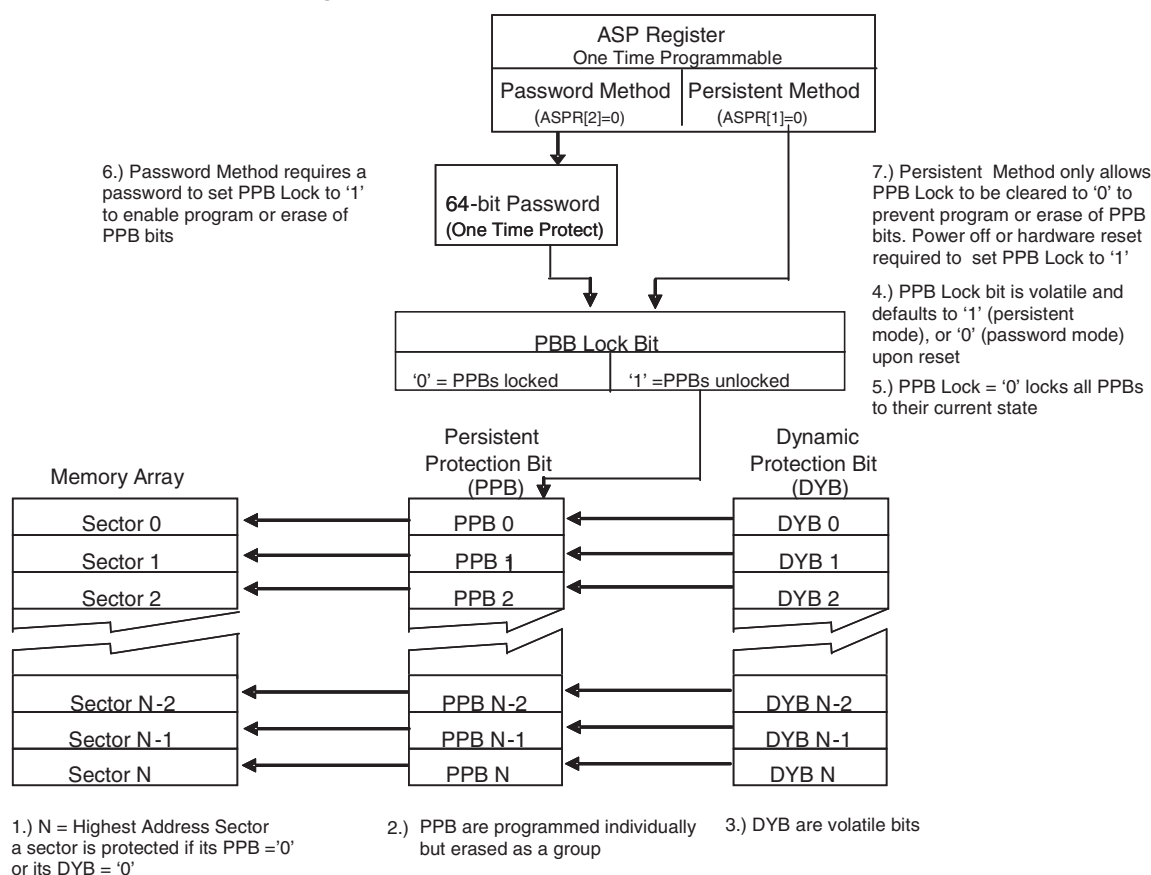 ASP Register
One Time Programmable
Password Method
(ASPR[2]=0)
Persistent Method
(ASPR[1]=0)
6.) Password Method requires a
password to set PPB Lock to ‘1’
to enable program or erase of
PPB bits
64-bit Password
(One Time Protect)
7.) Persistent Method only allows
PPB Lock to be cleared to ‘0’ to
prevent program or erase of PPB
bits. Power off or hardware reset
required to set PPB Lock to ‘1’
4.) PPB Lock bit is volatile and
defaults to ‘1’ (persistent
mode), or ‘0’ (password mode)
upon reset
5.) PPB Lock = ‘0’ locks all PPBs
to their current state
PBB Lock Bit
‘0’ = PPBs locked
‘1’ =PPBs unlocked
Memory Array
Persistent
Protection Bit
(PPB)
Dynamic
Protection Bit
(DYB)
Sector 0
PPB 0
DYB 0
Sector 1
PPB 1
DYB 1
Sector 2
PPB 2
DYB 2
Sector N-2
PPB N-2
DYB N-2
Sector N-1
PPB N-1
DYB N-1
Sector N
PPB N
DYB N
1.) N = Highest Address Sector
a sector is protected if its PPB =’0’
or its DYB = ‘0’
2.) PPB are programmed individually
but erased as a group
3.) DYB are volatile bits